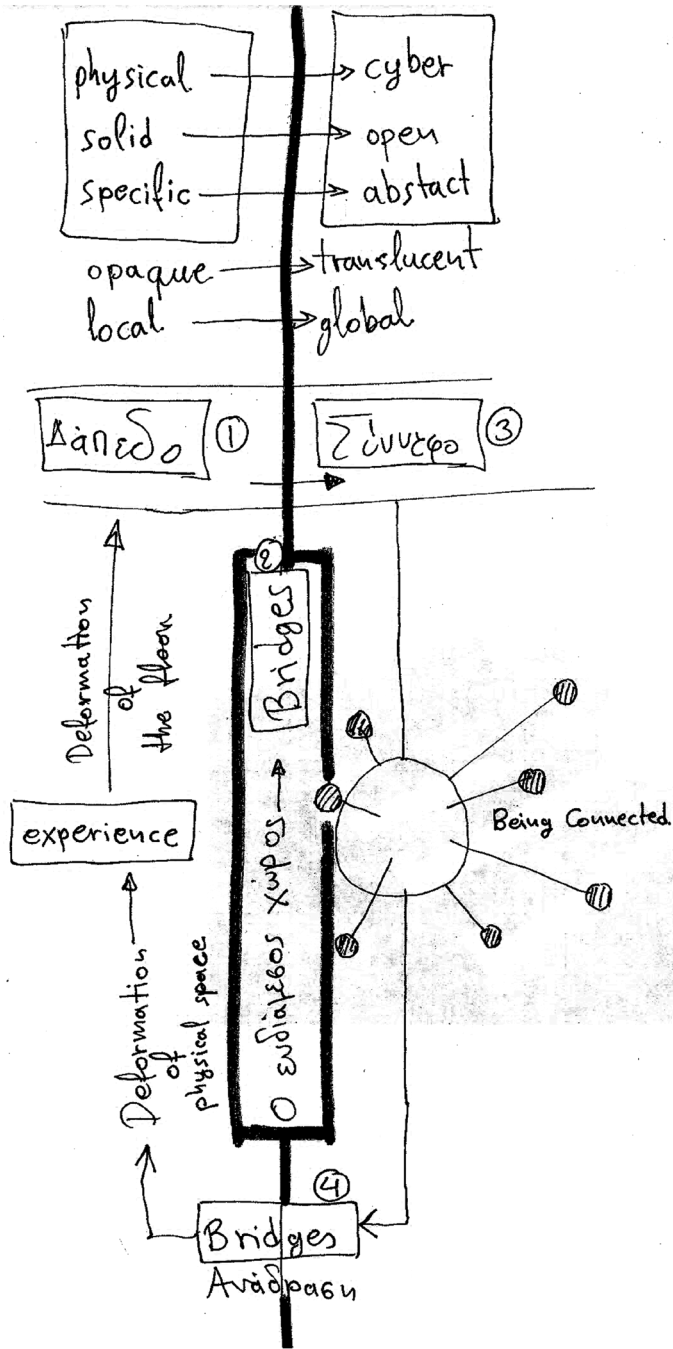 physical cyber
solid open
specific abstact
opaque translucent
local global
Δάπεδο 1 Σύννεφο 3
2
Bridges
Ο ενδιάμεσος χώρος
Deformation
of
the floor
experience
Being Connected
Deformation
of
physical space
4
Bridges
Ανάδραση